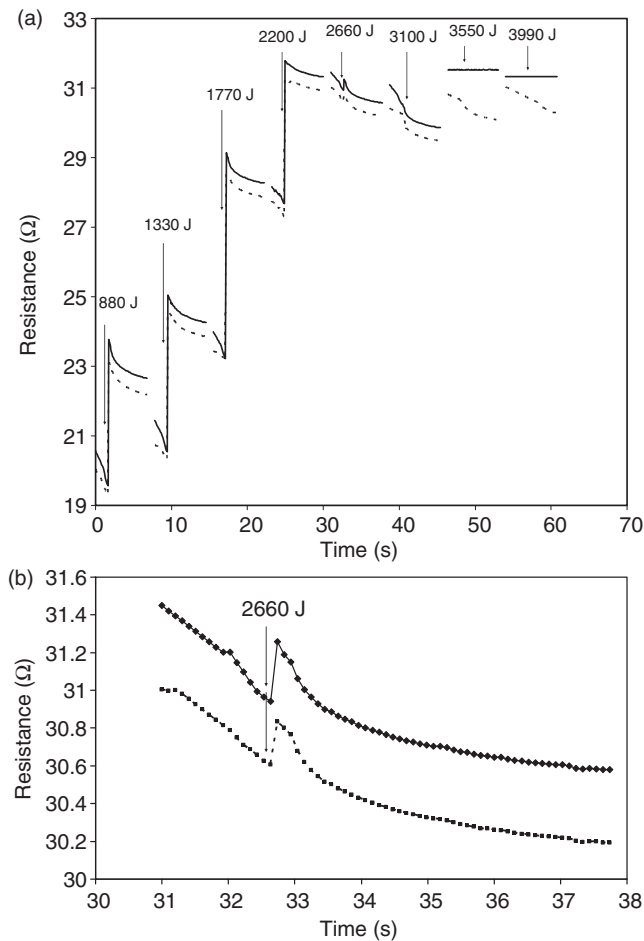 (a)
33
31
29
27
25
23
21
19
Resistance (Ω)
880 J
1330 J
1770 J
2200 J
2660 J
3100 J
3550 J
3990 J
0 10 20 30 40 50 60 70
Time (s)
(b)
31.6
31.4
31.2
31
30.8
30.6
30.4
30.2
30
Resistance (Ω)
2660 J
30 31 32 33 34 35 36 37 38
Time (s)